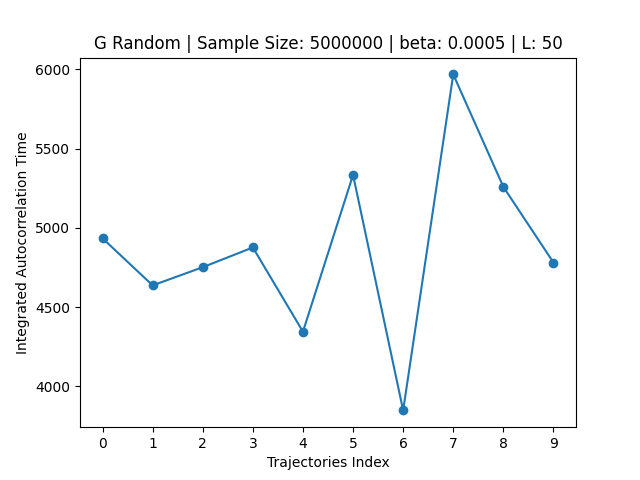 G Random | Sample Size: 5000000 | beta: 0.0005 | L: 50
Integrated Autocorrelation Time
6000
5500
5000
4500
4000
0 1 2 3 4 5 6 7 8 9
Trajectories Index